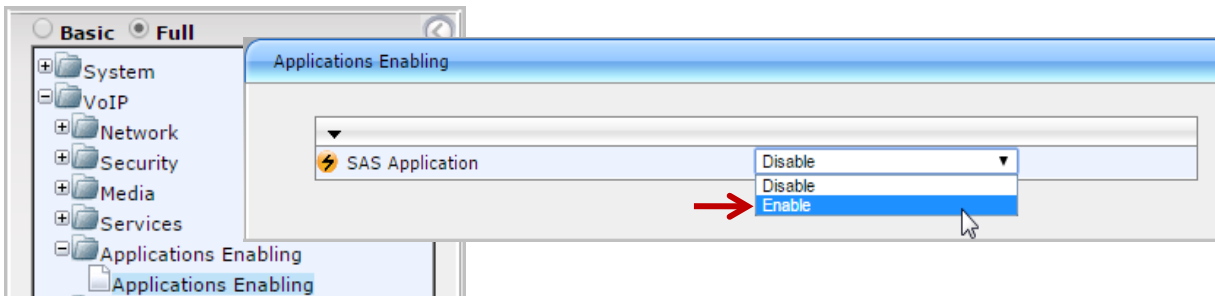 Basic Full
System
VoIP
Network
Security
Media
Services
Applications Enabling
Applications Enabling
Applications Enabling
SAS Application Disable
Disable
Enable